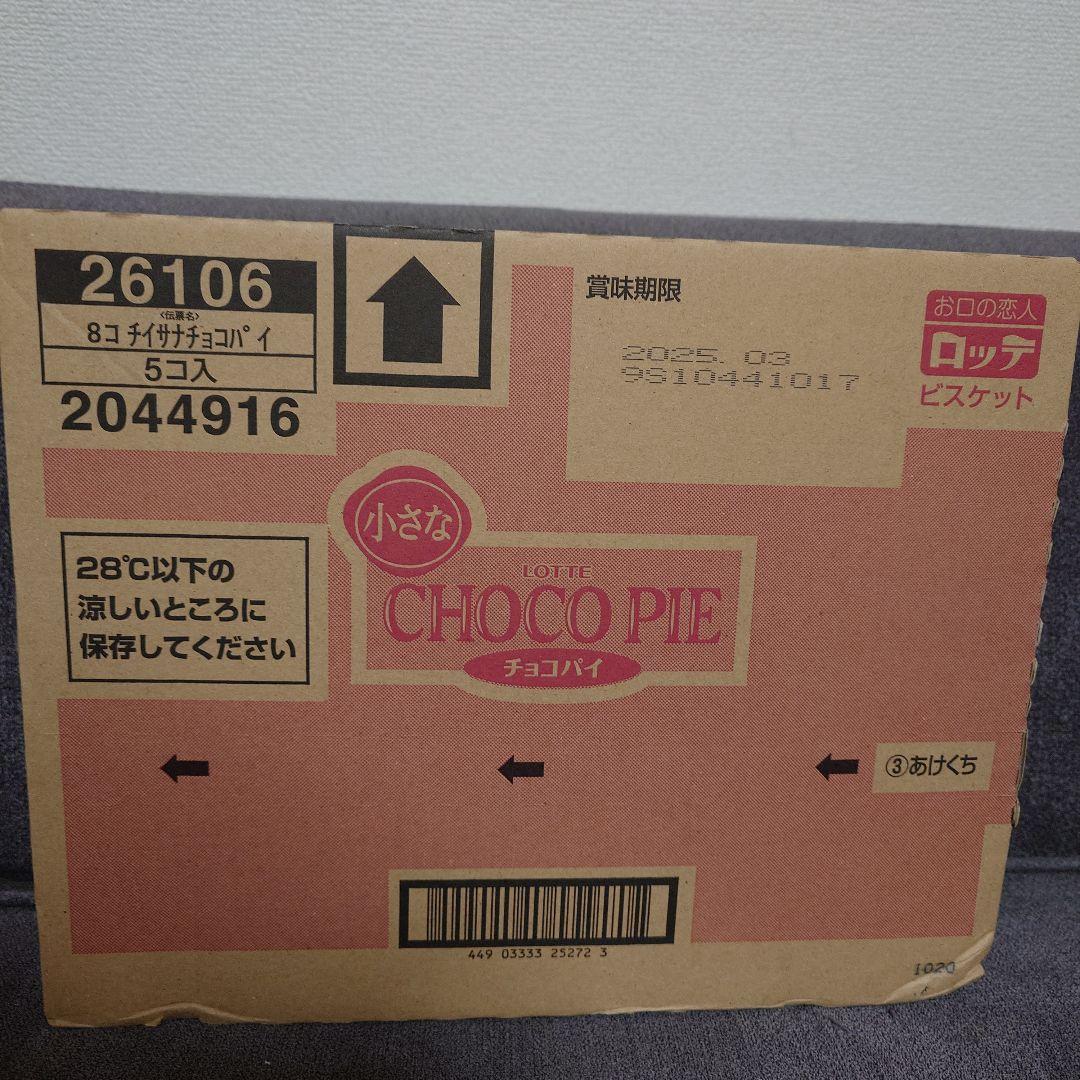 26106
<伝票名>
8コ チイサナチョコパイ
5コ入
2044916
賞味期限
2025.03
9S10441017
お口の恋人
ロッテ
ビスケット
28℃以下の
涼しいところに
保存してください
小さな
LOTTE
CHOCO PIE
チョコパイ
③あけくち
449 03333 25272 3
1020